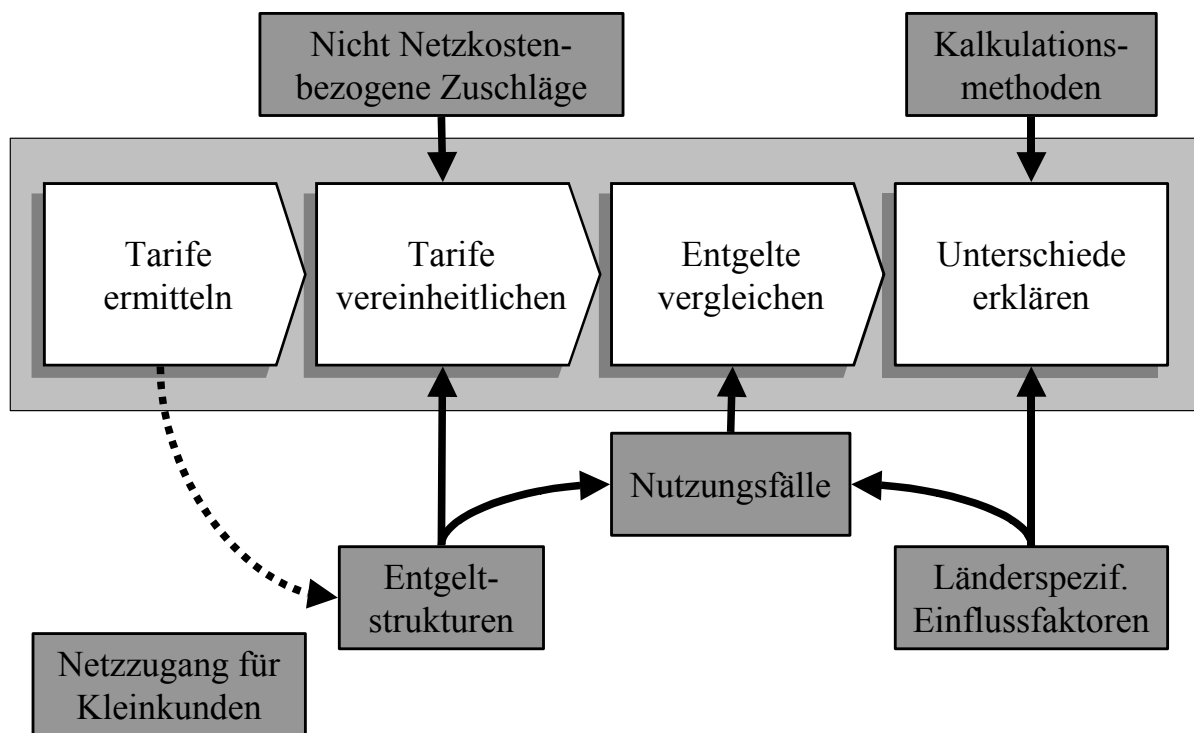 Nicht Netzkosten-
bezogene Zuschläge
Kalkulations-
methoden
Tarife
ermitteln
Tarife
vereinheitlichen
Entgelte
vergleichen
Unterschiede
erklären
Nutzungsfälle
Entgelt-
strukturen
Länderspezif.
Einflussfaktoren
Netzzugang für
Kleinkunden